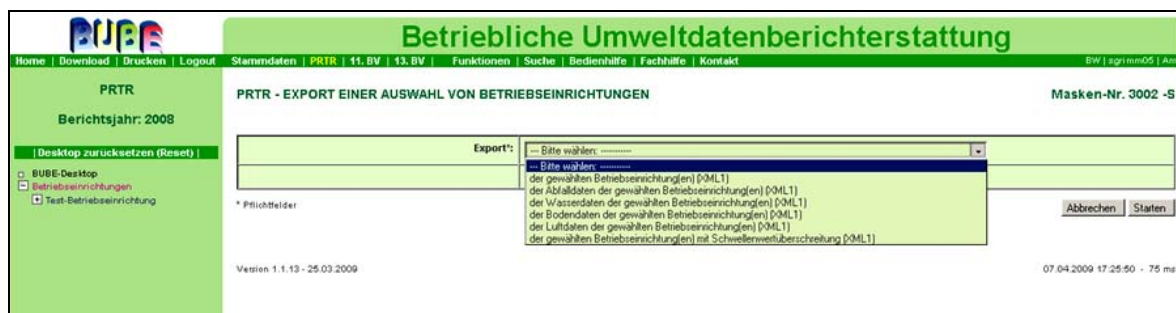 BUBE
Betriebliche Umweltdatenberichterstattung
Home | Download | Drucken | Logout
Stammdaten | PRTR | 11. BV | 13. BV | Funktionen | Suche | Bedienhilfe | Fachhilfe | Kontakt
BW | sgrimm05 | Am
PRTR
Berichtsjahr: 2008
| Desktop zurücksetzen (Reset) |
BUBE-Desktop
Betriebseinrichtungen
Test-Betriebseinrichtung
PRTR - EXPORT EINER AUSWAHL VON BETRIEBSEINRICHTUNGEN
Masken-Nr. 3002 -S
Export*:
--- Bitte wählen: -----------
--- Bitte wählen: -----------
der gewählten Betriebseinrichtung(en) (XML1)
der Abfalldaten der gewählten Betriebseinrichtung(en) (XML1)
der Wasserdaten der gewählten Betriebseinrichtung(en) (XML1)
der Bodendaten der gewählten Betriebseinrichtung(en) (XML1)
der Luftdaten der gewählten Betriebseinrichtung(en) (XML1)
der gewählten Betriebseinrichtung(en) mit Schwellenwertüberschreitung (XML1)
* Pflichtfelder
Abbrechen Starten
Version 1.1.13 - 25.03.2009
07.04.2009 17:25:50 - 75 ms